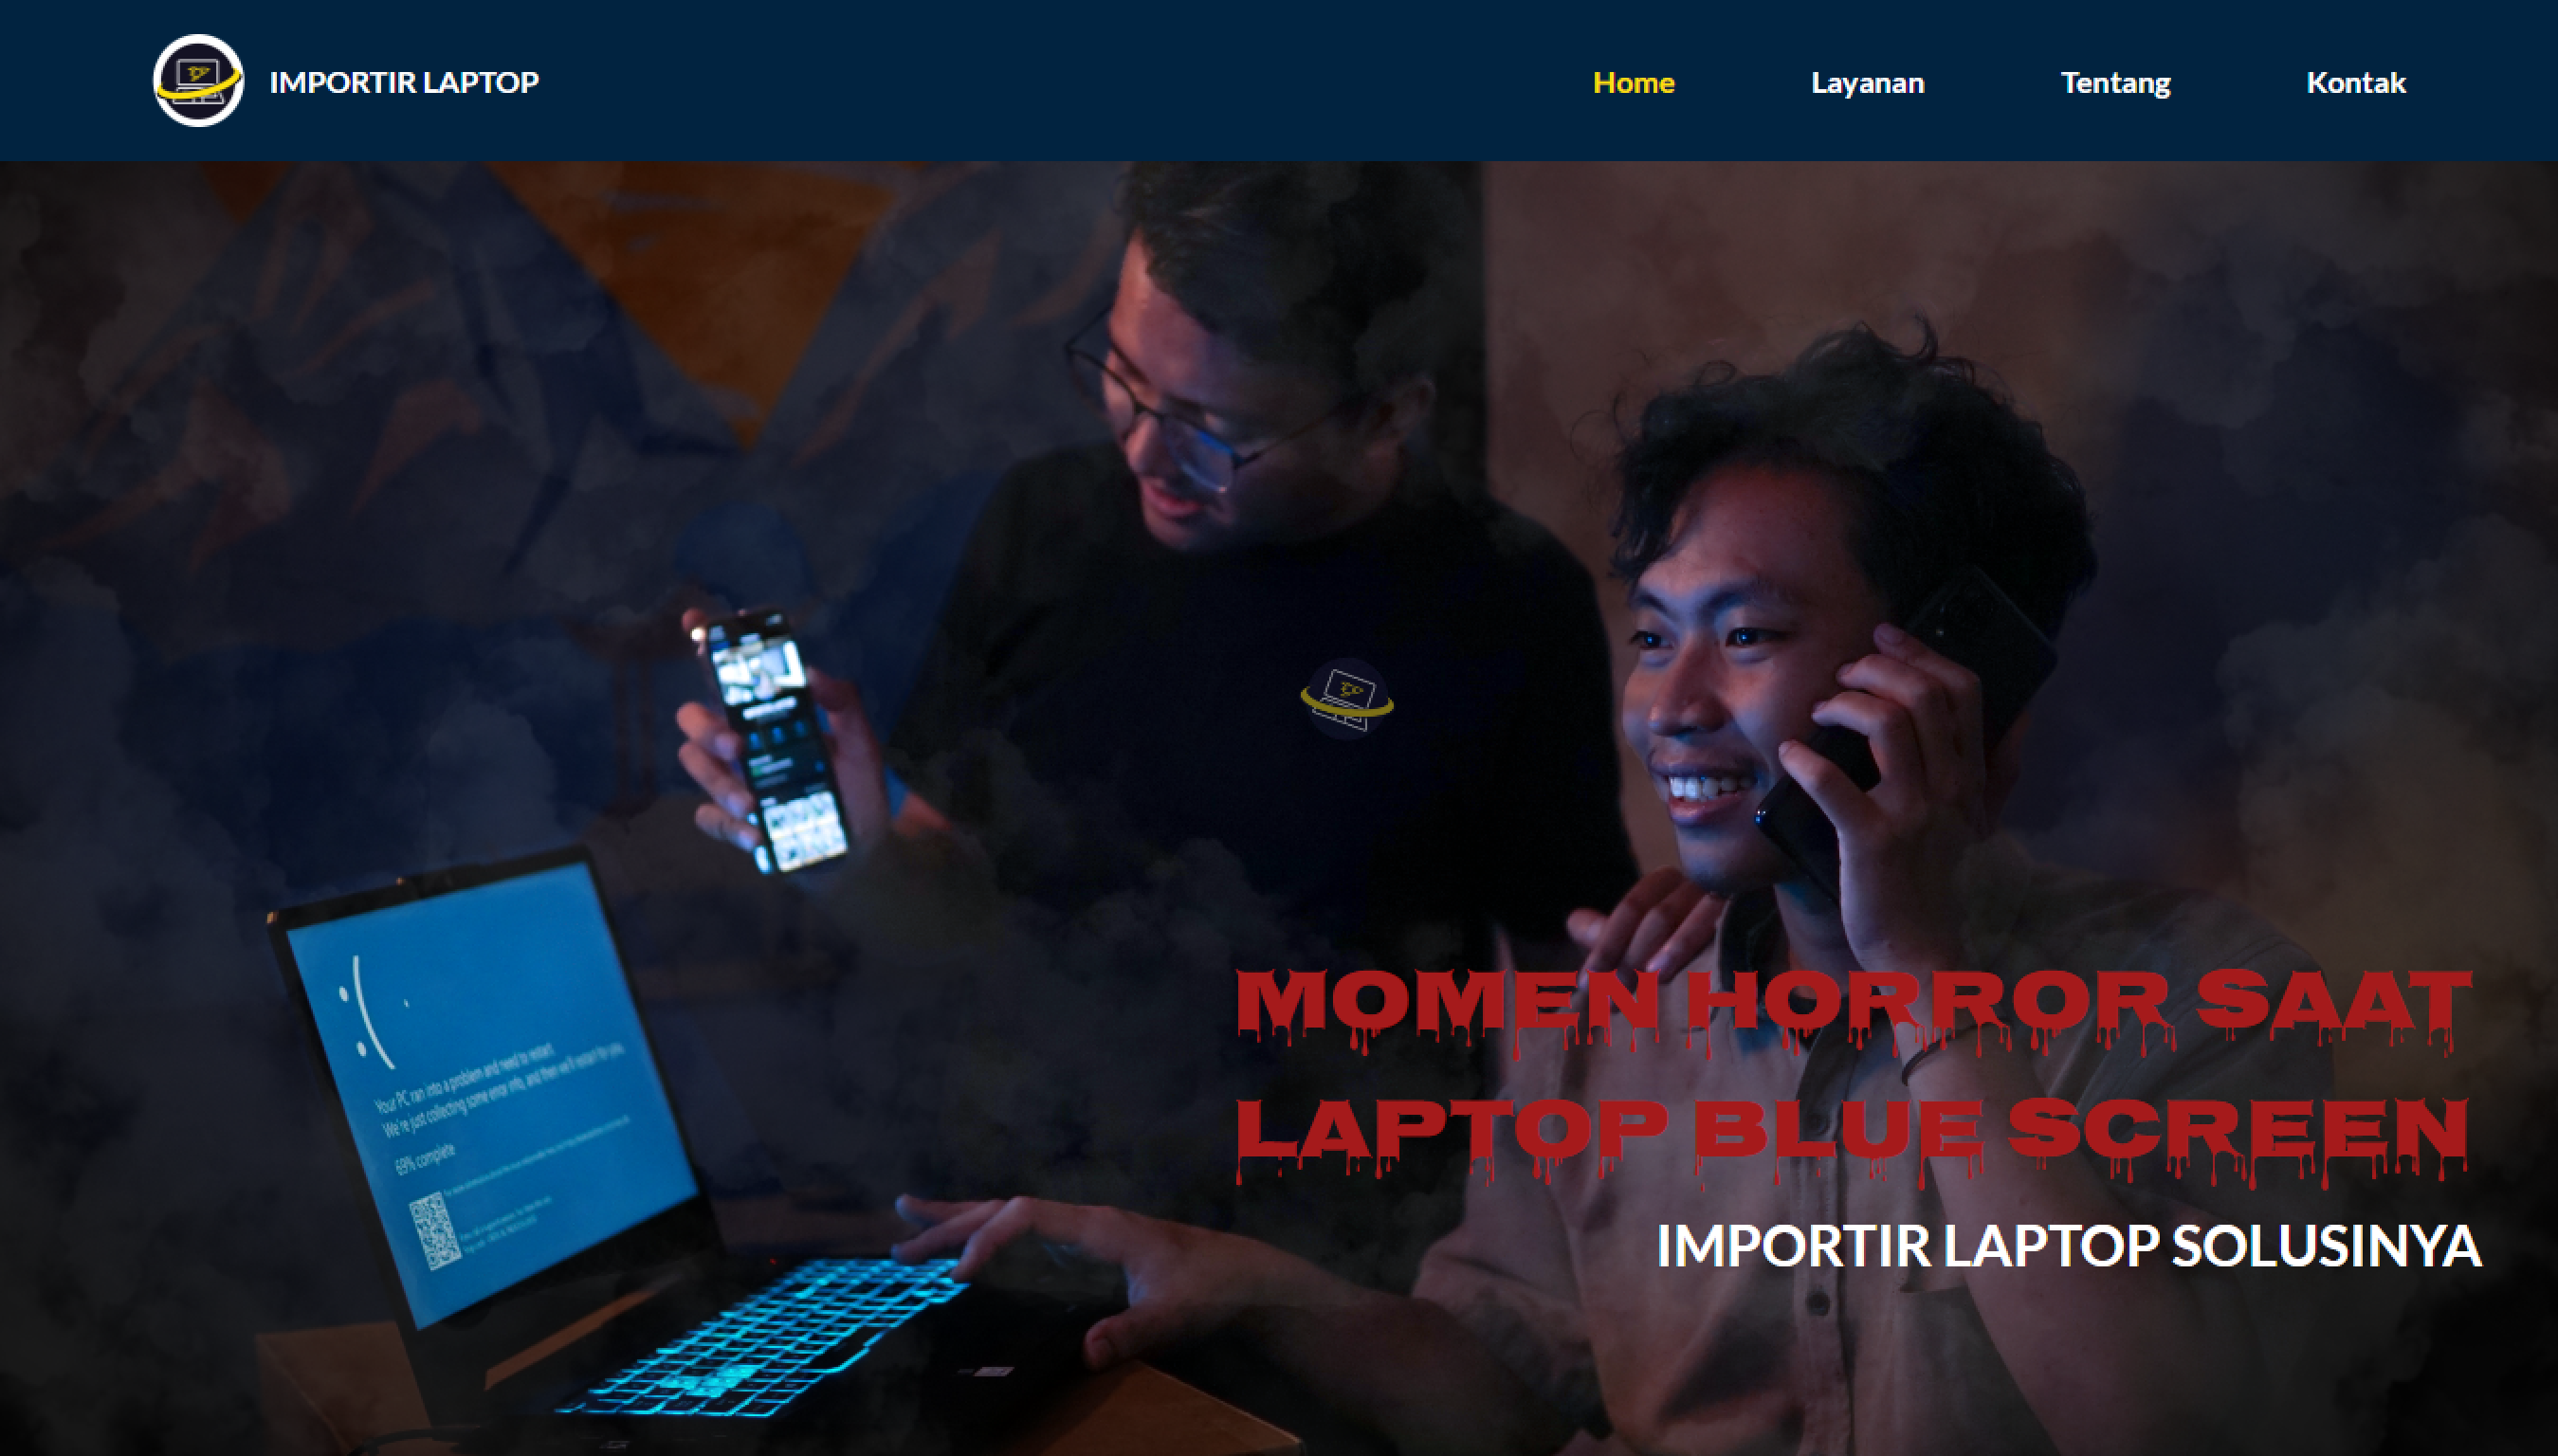 IMPORTIR LAPTOP
Home
Layanan
Tentang
Kontak
:(
Your PC ran into a problem and need to restart.
We're just collecting some error info, and then we'll restart for you.
69% complete
MOMEN HORROR SAAT
LAPTOP BLUE SCREEN
IMPORTIR LAPTOP SOLUSINYA